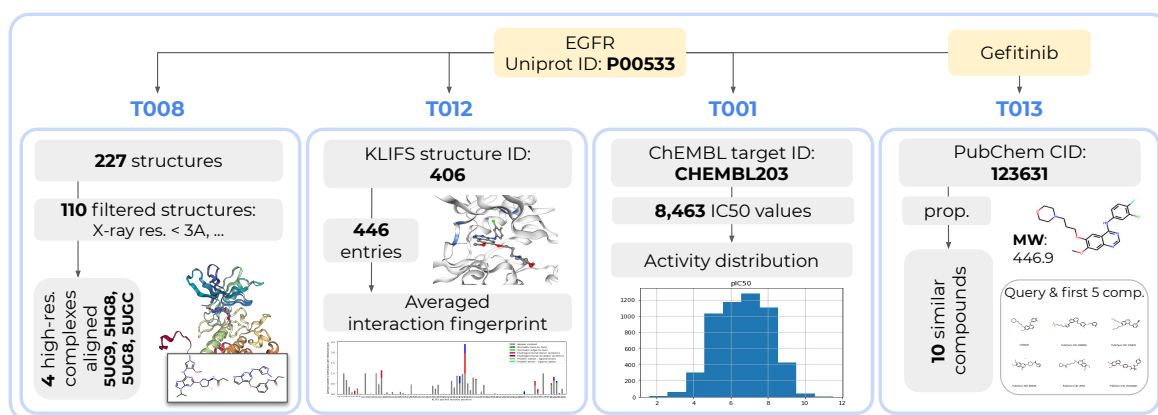 EGFR
Uniprot ID: P00533
Gefitinib
T008
T012
T001
T013
227 structures
110 filtered structures:
X-ray res. < 3A, ...
4 high-res.
complexes
aligned
5UG9, 5HG8,
5UG8, 5UGC
KLIFS structure ID:
406
446
entries
Averaged
interaction fingerprint
ChEMBL target ID:
CHEMBL203
8,463 IC50 values
Activity distribution
pIC50
1200
1000
800
600
400
200
0
2
4
6
8
10
12
PubChem CID:
123631
prop.
MW:
446.9
10 similar
compounds
Query & first 5 comp.